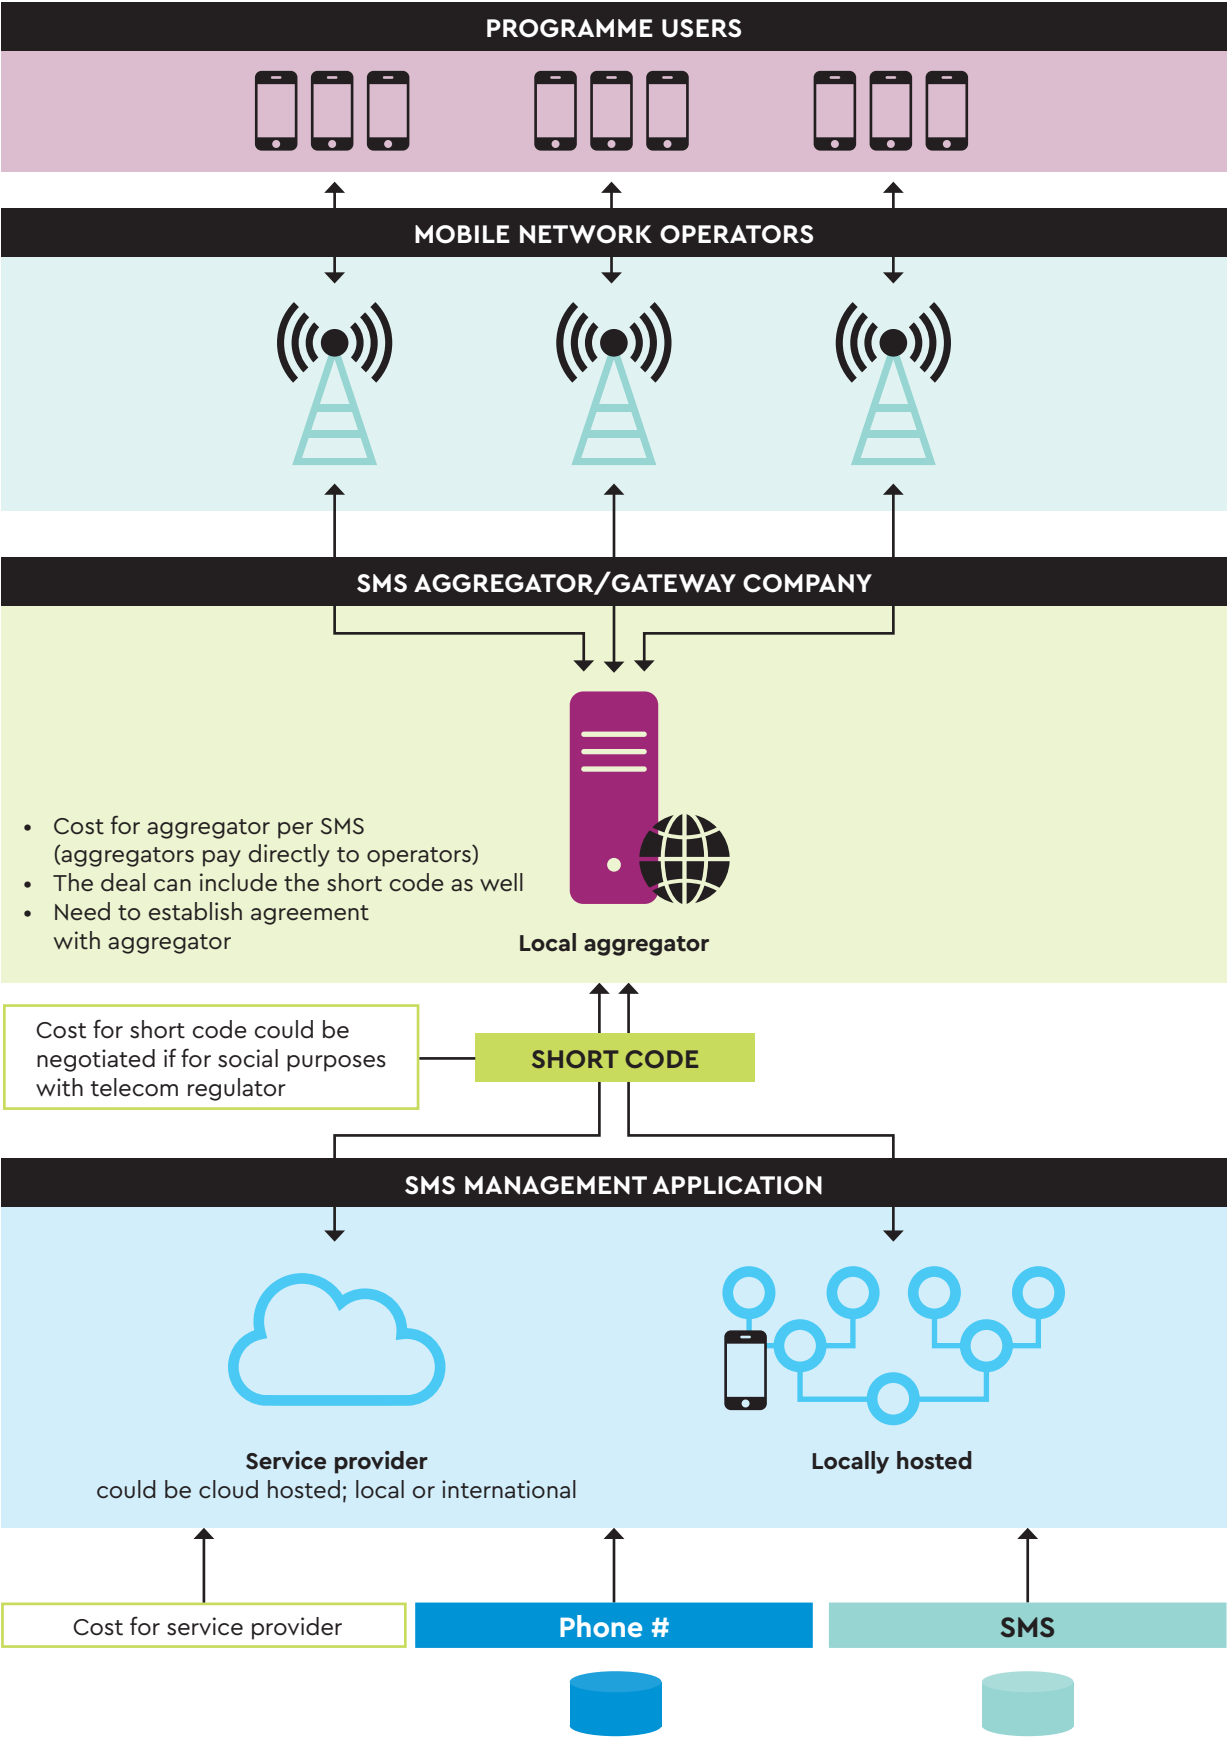 PROGRAMME USERS
MOBILE NETWORK OPERATORS
SMS AGGREGATOR/GATEWAY COMPANY
• Cost for aggregator per SMS
(aggregators pay directly to operators)
• The deal can include the short code as well
• Need to establish agreement
with aggregator
Local aggregator
Cost for short code could be
negotiated if for social purposes
with telecom regulator
SHORT CODE
SMS MANAGEMENT APPLICATION
Service provider
could be cloud hosted; local or international
Locally hosted
Cost for service provider
Phone #
SMS